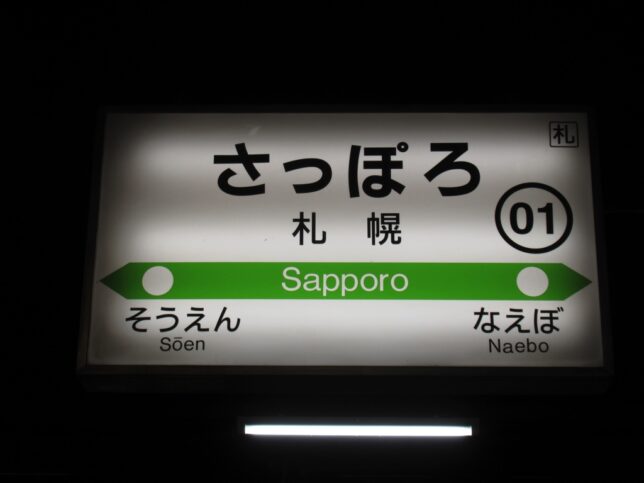 札
さっぽろ
札幌
01
Sapporo
そうえん
Sōen
なえぼ
Naebo